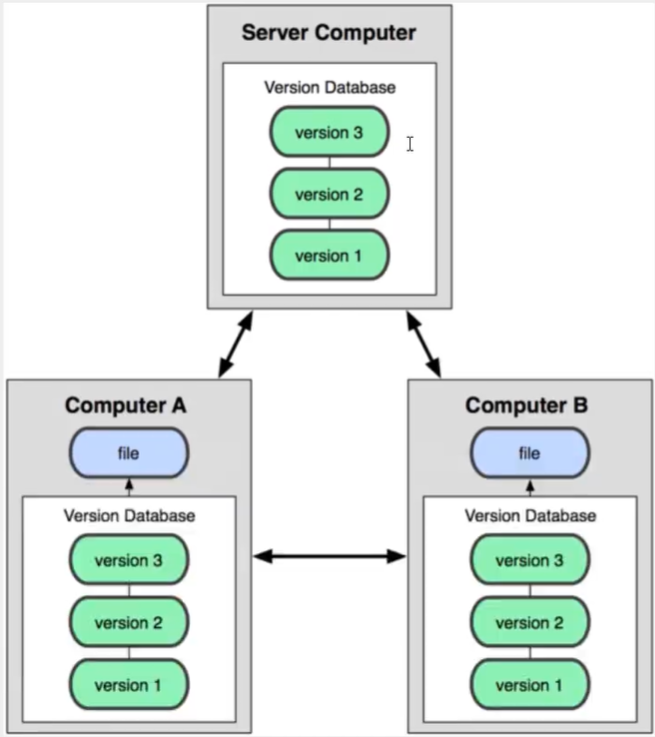 Server Computer
Version Database
version 3
version 2
version 1
Computer A
file
Version Database
version 3
version 2
version 1
Computer B
file
Version Database
version 3
version 2
version 1